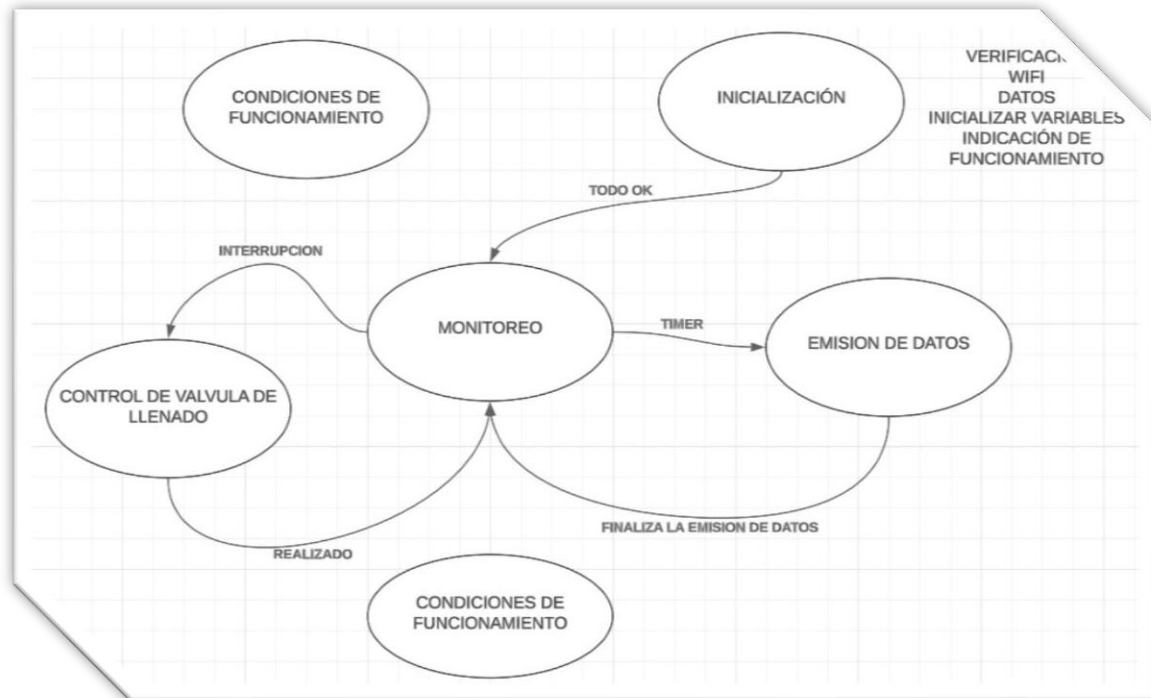 CONDICIONES DE
FUNCIONAMIENTO
INICIALIZACIÓN
WIFI
DATOS
INICIALIZAR VARIABLES
INDICACIÓN DE
FUNCIONAMIENTO
TODO OK
INTERRUPCION
MONITOREO
TIMER
EMISION DE DATOS
CONTROL DE VALVULA DE
LLENADO
REALIZADO
FINALIZA LA EMISION DE DATOS
CONDICIONES DE
FUNCIONAMIENTO